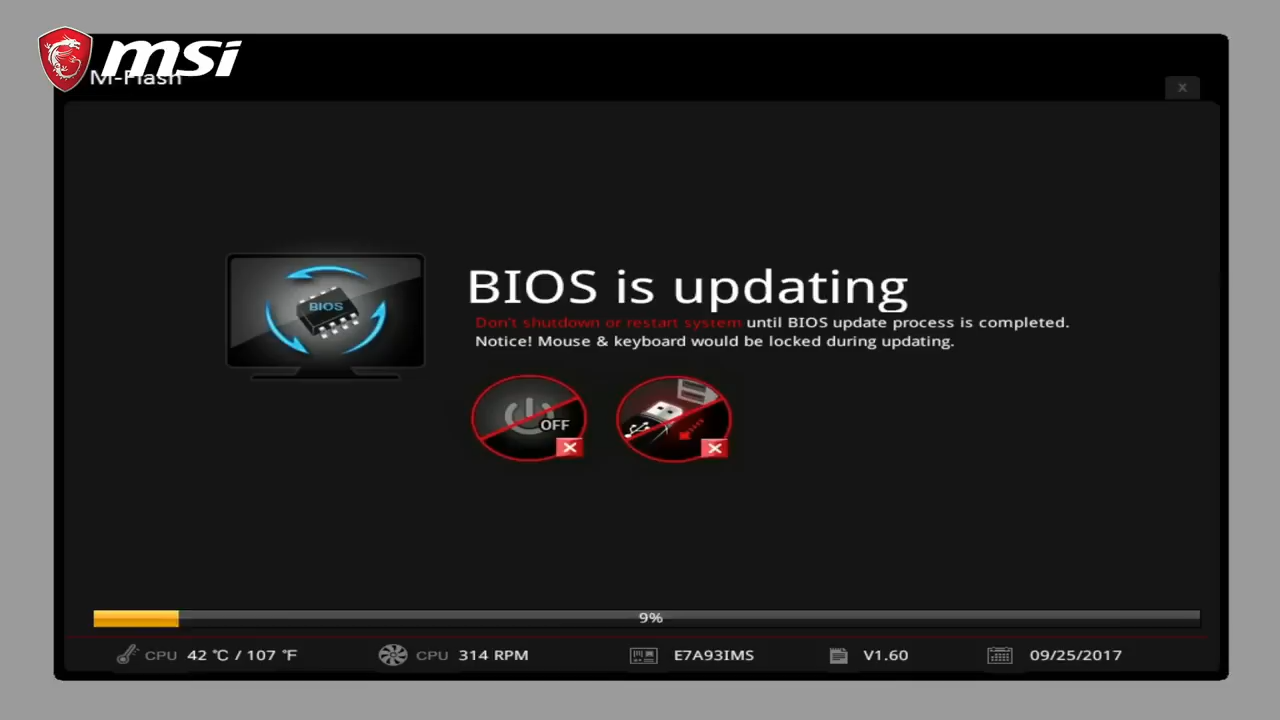 msi
M-Flash
X
BIOS is updating
Don't shutdown or restart system until BIOS update process is completed.
Notice! Mouse & keyboard would be locked during updating.
BIOS
OFF
9%
CPU 42 ℃ / 107 ℉ CPU 314 RPM E7A93IMS V1.60 09/25/2017